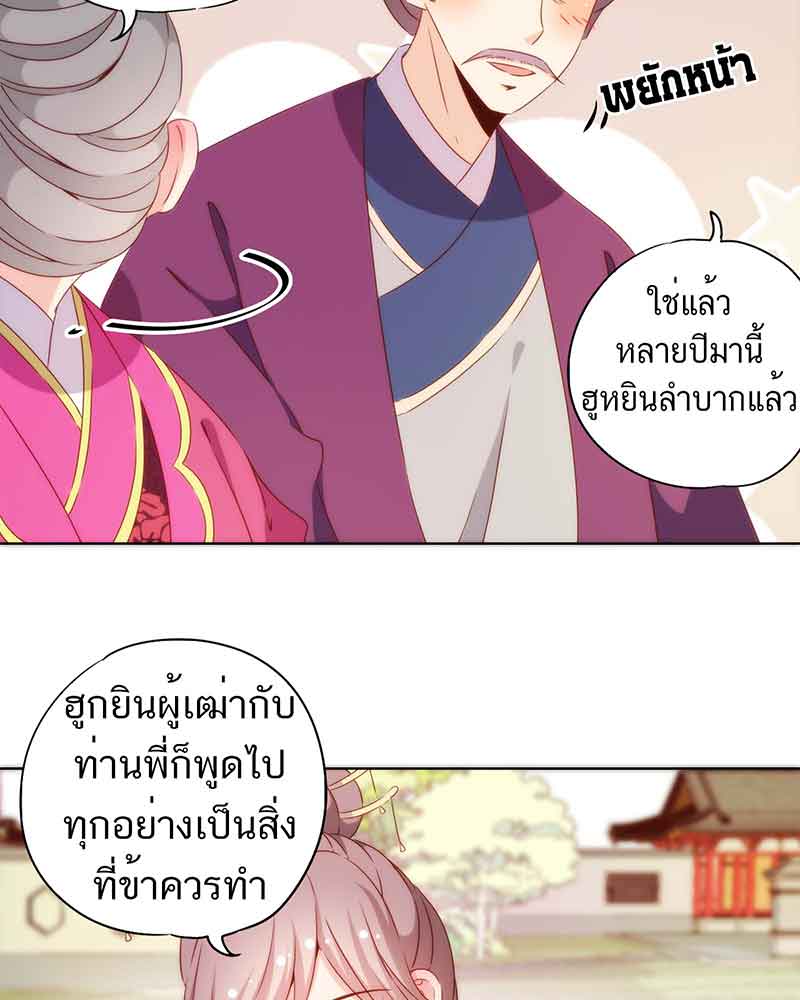 พยักหน้า
ใช่แล้ว
หลายปีมานี้
ฮูหยินลำบากแล้ว
ฮูกยินผู้เฒ่ากับ
ท่านพี่ก็พูดไป
ทุกอย่างเป็นสิ่ง
ที่ข้าควรทำ